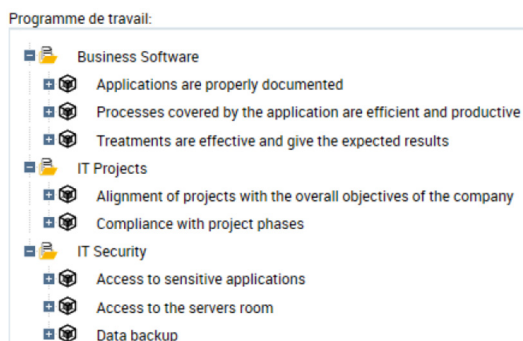 Programme de travail:
Business Software
Applications are properly documented
Processes covered by the application are efficient and productive
Treatments are effective and give the expected results
IT Projects
Alignment of projects with the overall objectives of the company
Compliance with project phases
IT Security
Access to sensitive applications
Access to the servers room
Data backup